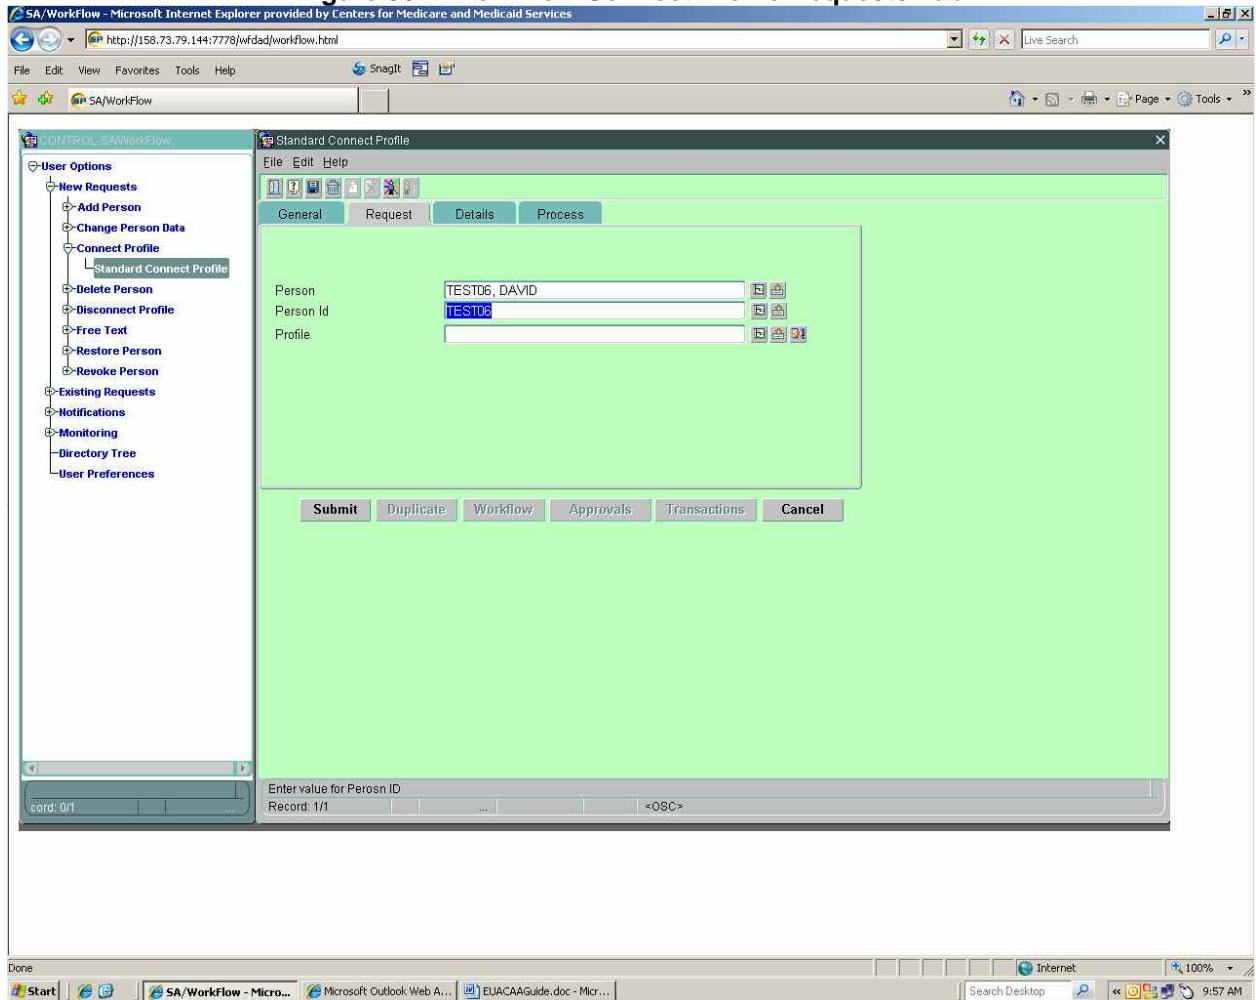 SA/WorkFlow - Microsoft Internet Explorer provided by Centers for Medicare and Medicaid Services
http://158.73.79.144:7778/wfdad/workflow.html
Live Search
File Edit View Favorites Tools Help
SnagIt
SA/WorkFlow
Page Tools
CONTROL-SA/WorkFlow
Standard Connect Profile
File Edit Help
User Options
New Requests
Add Person
Change Person Data
Connect Profile
Standard Connect Profile
Delete Person
Disconnect Profile
Free Text
Restore Person
Revoke Person
Existing Requests
Notifications
Monitoring
Directory Tree
User Preferences
General Request Details Process
Person TEST06, DAVID
Person Id TEST06
Profile
Submit Duplicate Workflow Approvals Transactions Cancel
Enter value for Perosn ID
cord: 0/1 ...
Record: 1/1 ... <OSC>
Done
Internet
100%
Start
SA/WorkFlow - Micro...
Microsoft Outlook Web A...
EUACAAGuide.doc - Micr...
Search Desktop
9:57 AM